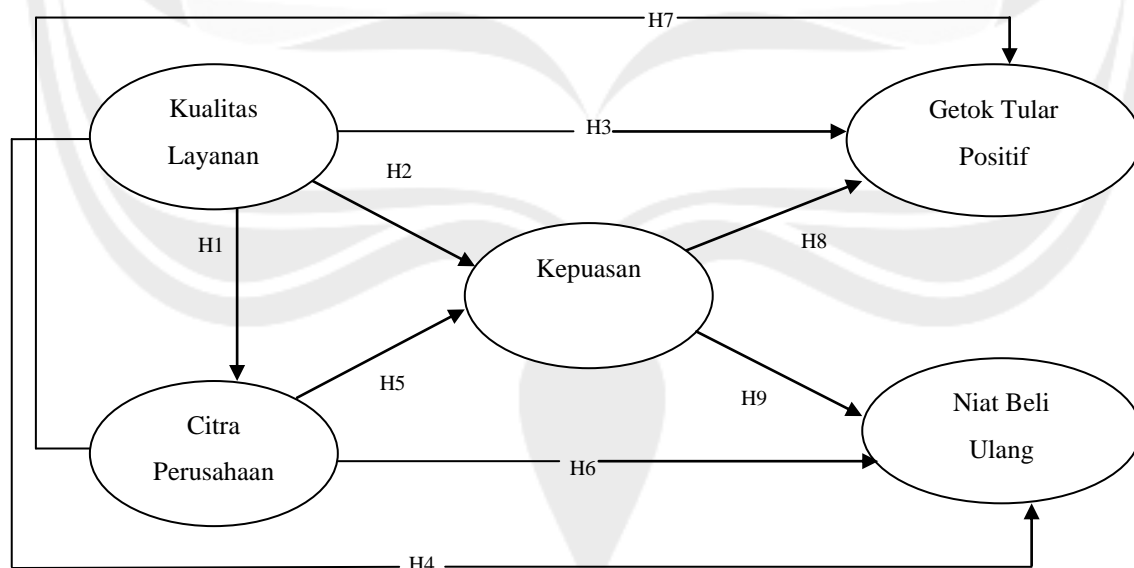 H7
Kualitas
Layanan
Getok Tular
Positif
H3
H2
H1
H8
Kepuasan
H5
H9
Niat Beli
Ulang
Citra
Perusahaan
H6
H4